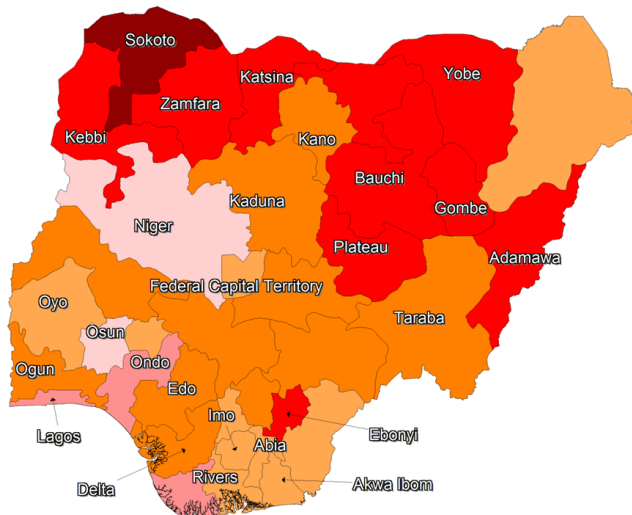 Sokoto
Katsina
Yobe
Zamfara
Kebbi
Kano
Bauchi
Kaduna
Gombe
Niger
Plateau
Adamawa
Federal Capital Territory
Oyo
Taraba
Osun
Ondo
Ogun
Edo
Imo
Lagos
Abia
Ebonyi
Rivers
Delta
Akwa Ibom